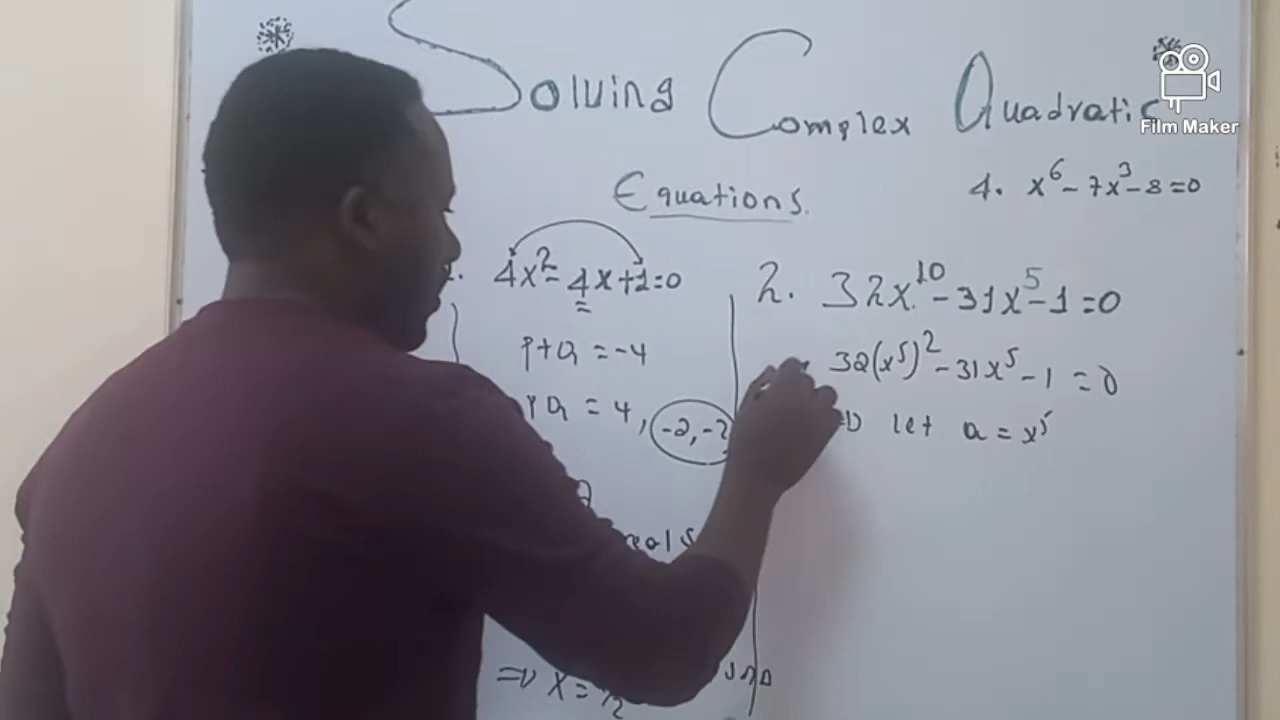 Solving Complex Quadratic
Equations.
Film Maker
4. x⁶ - 7x³ - 8 = 0
4x² - 4x + 1 = 0
p + q = -4
pq = 4, -2, -2
⇒ x = 1/2
2. 32x¹⁰ - 31x⁵ - 1 = 0
32(x⁵)² - 31x⁵ - 1 = 0
let a = x⁵